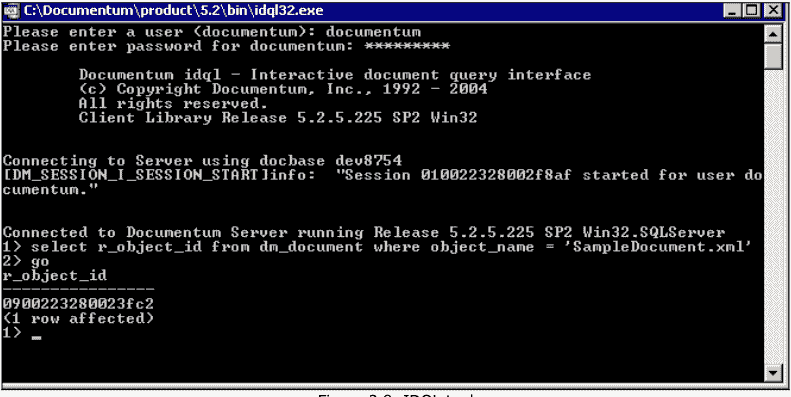 C:\Documentum\product\5.2\bin\idql32.exe
Please enter a user (documentum): documentum
Please enter password for documentum: *********
Documentum idql - Interactive document query interface
(c) Copyright Documentum, Inc., 1992 - 2004
All rights reserved.
Client Library Release 5.2.5.225 SP2 Win32
Connecting to Server using docbase dev8754
[DM_SESSION_I_SESSION_START]info:  "Session 010022328002f8af started for user do
cumentum."
Connected to Documentum Server running Release 5.2.5.225 SP2 Win32.SQLServer
1> select r_object_id from dm_document where object_name = 'SampleDocument.xml'
2> go
r_object_id
----------------
0900223280023fc2
(1 row affected)
1> _